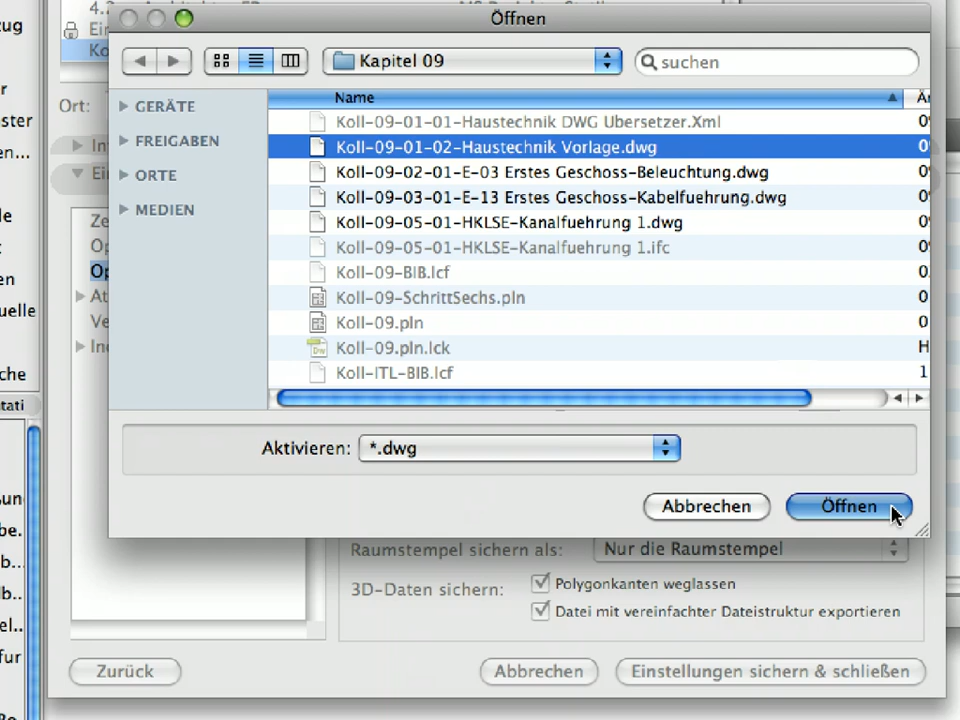 Öffnen
Kapitel 09
suchen
Ort:
GERÄTE
FREIGABEN
ORTE
MEDIEN
Name
Koll-09-01-01-Haustechnik DWG Übersetzer.Xml
Koll-09-01-02-Haustechnik Vorlage.dwg
Koll-09-02-01-E-03 Erstes Geschoss-Beleuchtung.dwg
Koll-09-03-01-E-13 Erstes Geschoss-Kabelfuehrung.dwg
Koll-09-05-01-HKLSE-Kanalfuehrung 1.dwg
Koll-09-05-01-HKLSE-Kanalfuehrung 1.ifc
Koll-09-BIB.lcf
Koll-09-SchrittSechs.pln
Koll-09.pln
Koll-09.pln.lck
Koll-ITL-BIB.lcf
Aktivieren: *.dwg
Abbrechen
Öffnen
Raumstempel sichern als: Nur die Raumstempel
3D-Daten sichern: Polygonkanten weglassen
Datei mit vereinfachter Dateistruktur exportieren
Zurück
Abbrechen
Einstellungen sichern & schließen